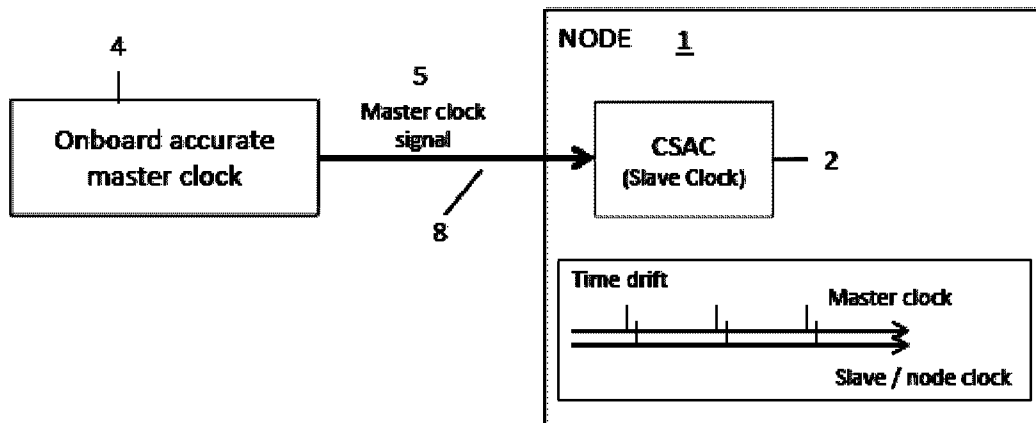 4
Onboard accurate
master clock
5
Master clock
signal
8
NODE 1
CSAC
(Slave Clock)
2
Time drift
Master clock
Slave / node clock